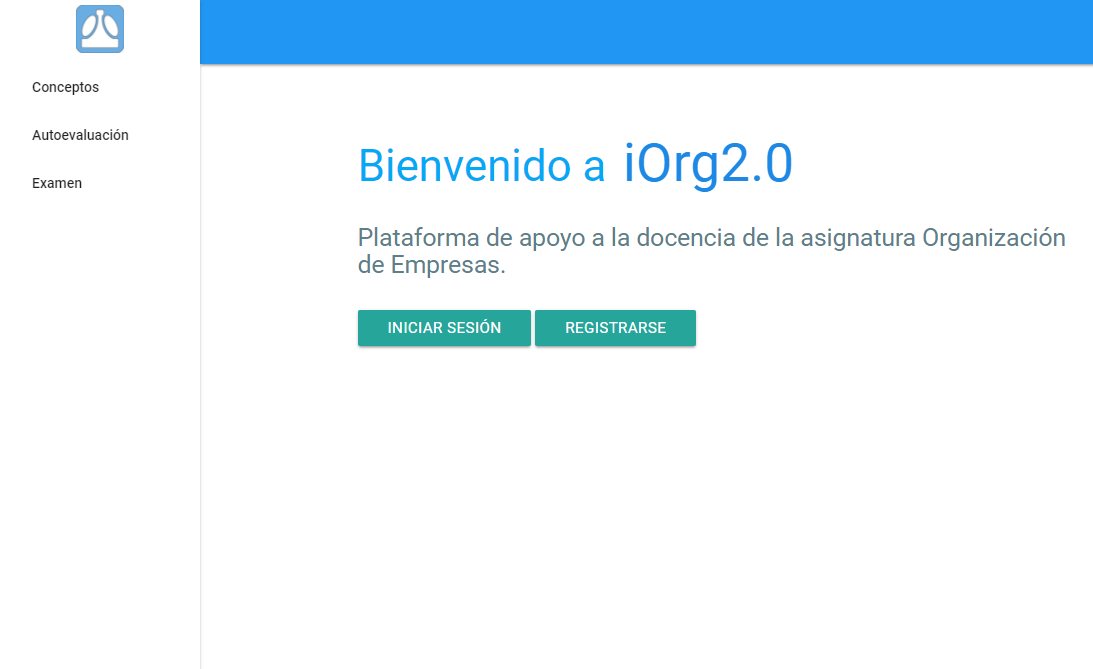 Conceptos
Autoevaluación
Examen
Bienvenido a iOrg2.0
Plataforma de apoyo a la docencia de la asignatura Organización
de Empresas.
INICIAR SESIÓN REGISTRARSE